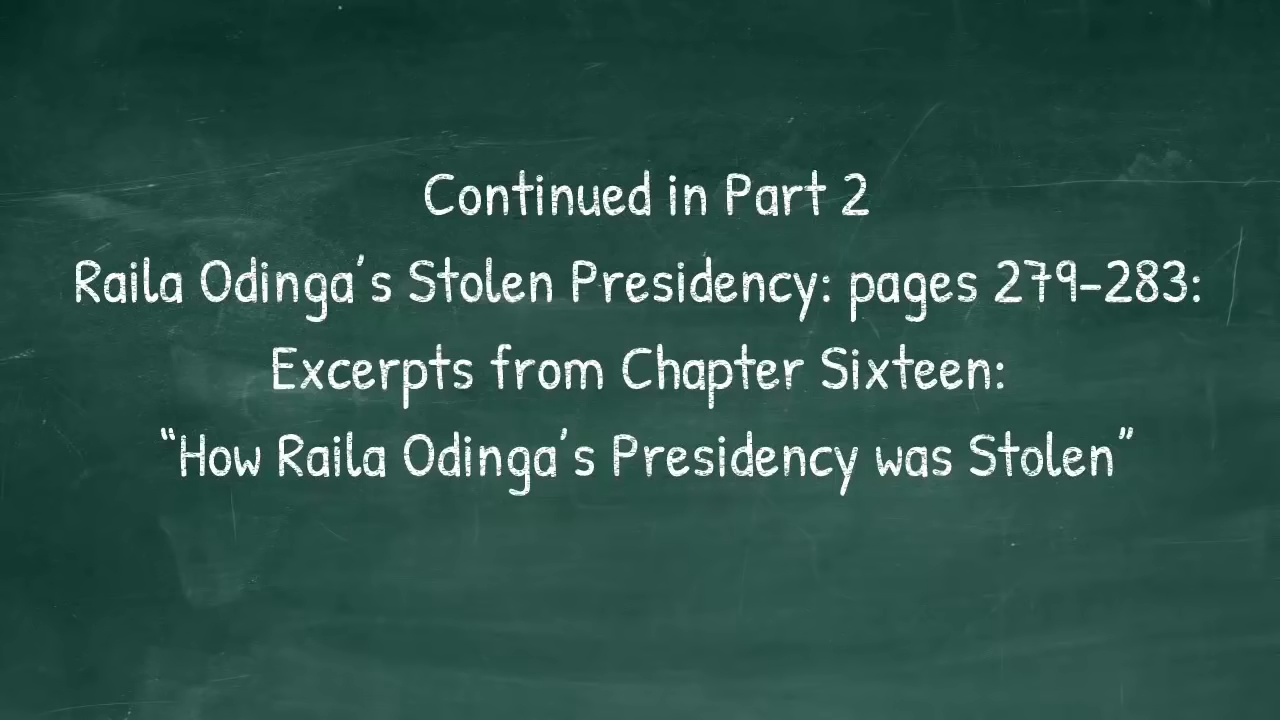 Continued in Part 2
Raila Odinga's Stolen Presidency: pages 279-283:
Excerpts from Chapter Sixteen:
“How Raila Odinga's Presidency was Stolen”